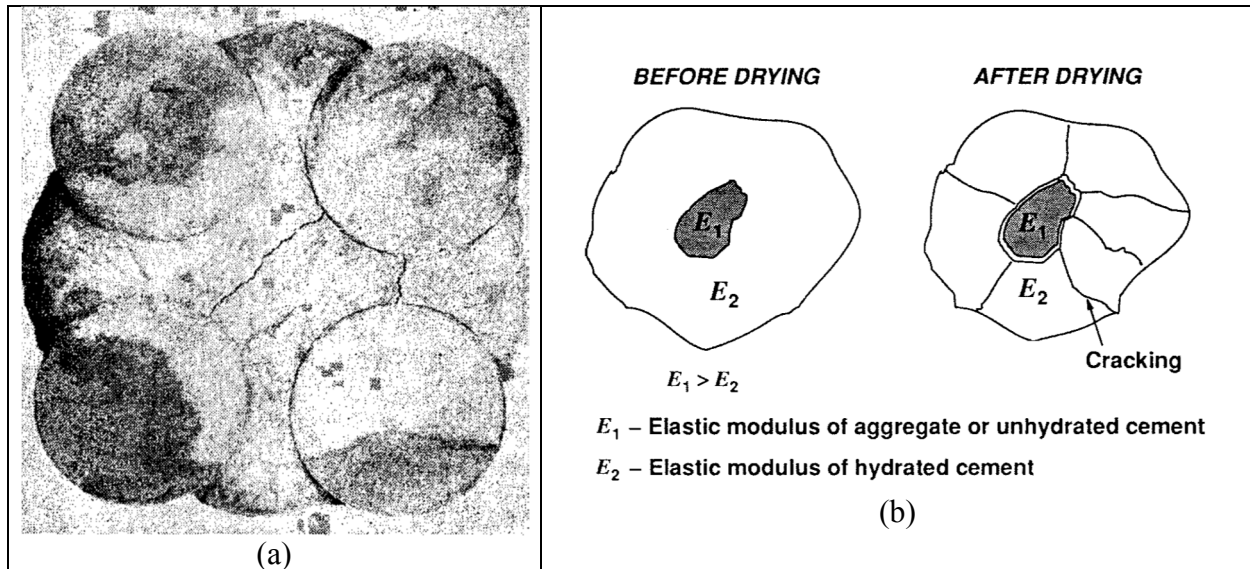 (a)
BEFORE DRYING
AFTER DRYING
E1
E2
E1
E2
Cracking
E1 > E2
E1 – Elastic modulus of aggregate or unhydrated cement
E2 – Elastic modulus of hydrated cement
(b)